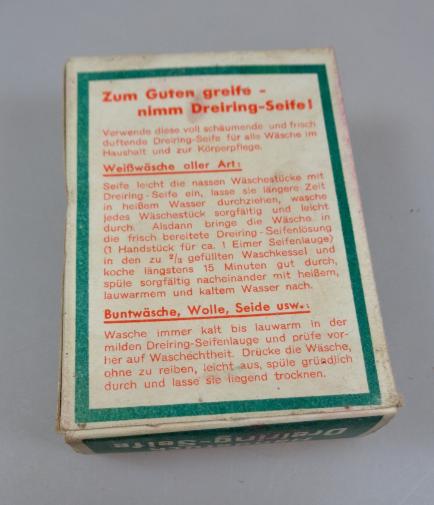 Zum Guten greife -
nimm Dreiring-Seife!
Verwende diese voll schäumende und frisch
duftende Dreiring-Seife für alle Wäsche im
Haushalt und zur Körperpflege.
Weißwäsche aller Art:
Seife leicht die nassen Wäschestücke mit
Dreiring-Seife ein, lasse sie längere Zeit
in heißem Wasser durchziehen, wasche
jedes Wäschestück sorgfältig und leicht
durch. Alsdann bringe die Wäsche in
die frisch bereitete Dreiring-Seifenlösung
(1 Handstück für ca. 1 Eimer Seifenlauge)
in den zu 2/3 gefüllten Waschkessel und
koche längstens 15 Minuten gut durch,
spüle sorgfältig nacheinander mit heißem,
lauwarmem und kaltem Wasser nach.
Buntwäsche, Wolle, Seide usw.:
Wasche immer kalt bis lauwarm in der
milden Dreiring-Seifenlauge und prüfe vor-
her auf Waschechtheit. Drücke die Wäsche,
ohne zu reiben, leicht aus, spüle gründlich
durch und lasse sie liegend trocknen.
Dreiring-Seife